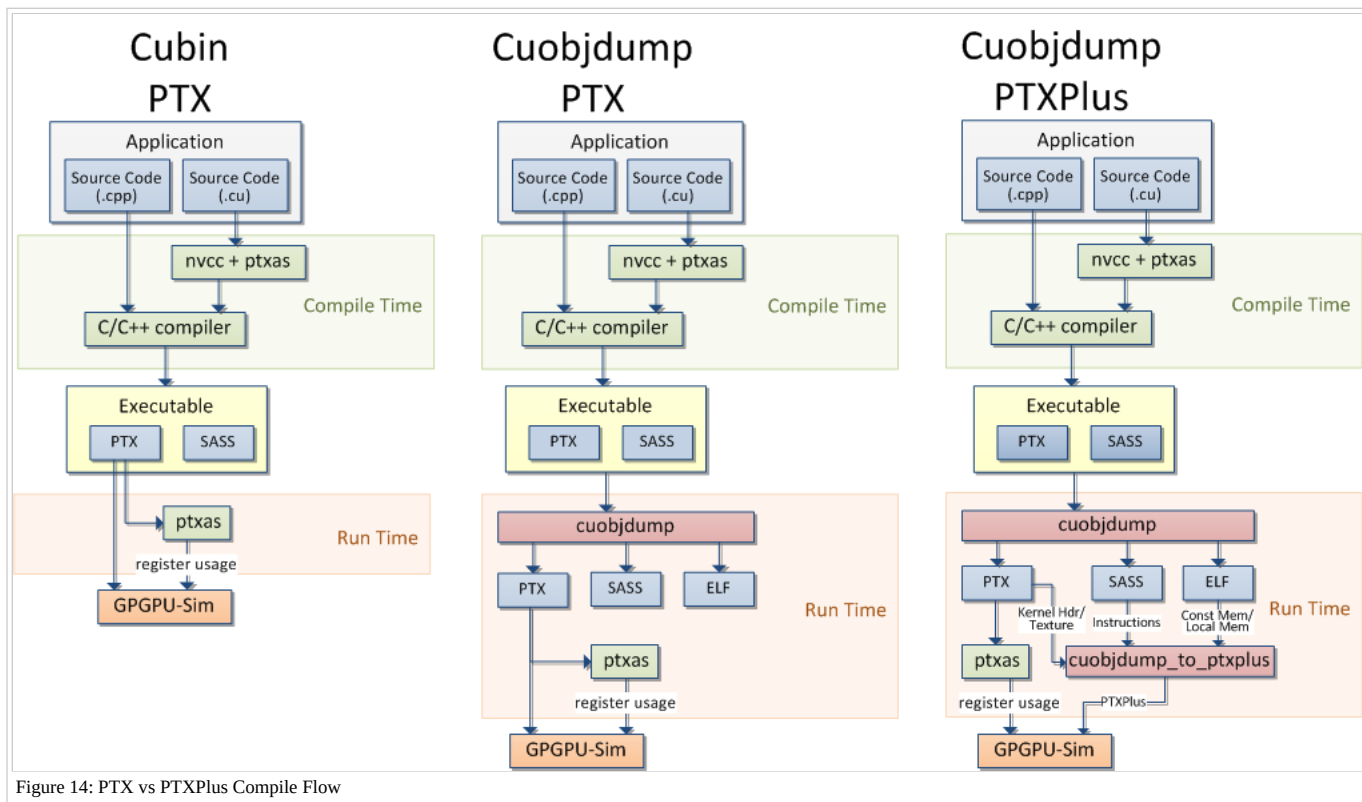 Cubin
PTX
Application
Source Code
(.cpp)
Source Code
(.cu)
nvcc + ptxas
Compile Time
C/C++ compiler
Executable
PTX
SASS
ptxas
Run Time
register usage
GPGPU-Sim
Cuobjdump
PTX
Application
Source Code
(.cpp)
Source Code
(.cu)
nvcc + ptxas
Compile Time
C/C++ compiler
Executable
PTX
SASS
cuobjdump
PTX
SASS
ELF
Run Time
ptxas
register usage
GPGPU-Sim
Cuobjdump
PTXPlus
Application
Source Code
(.cpp)
Source Code
(.cu)
nvcc + ptxas
Compile Time
C/C++ compiler
Executable
PTX
SASS
cuobjdump
PTX
SASS
ELF
Run Time
Kernel Hdr/
Texture
Instructions
Const Mem/
Local Mem
ptxas
cuobjdump_to_ptxplus
register usage
PTXPlus
GPGPU-Sim
Figure 14: PTX vs PTXPlus Compile Flow